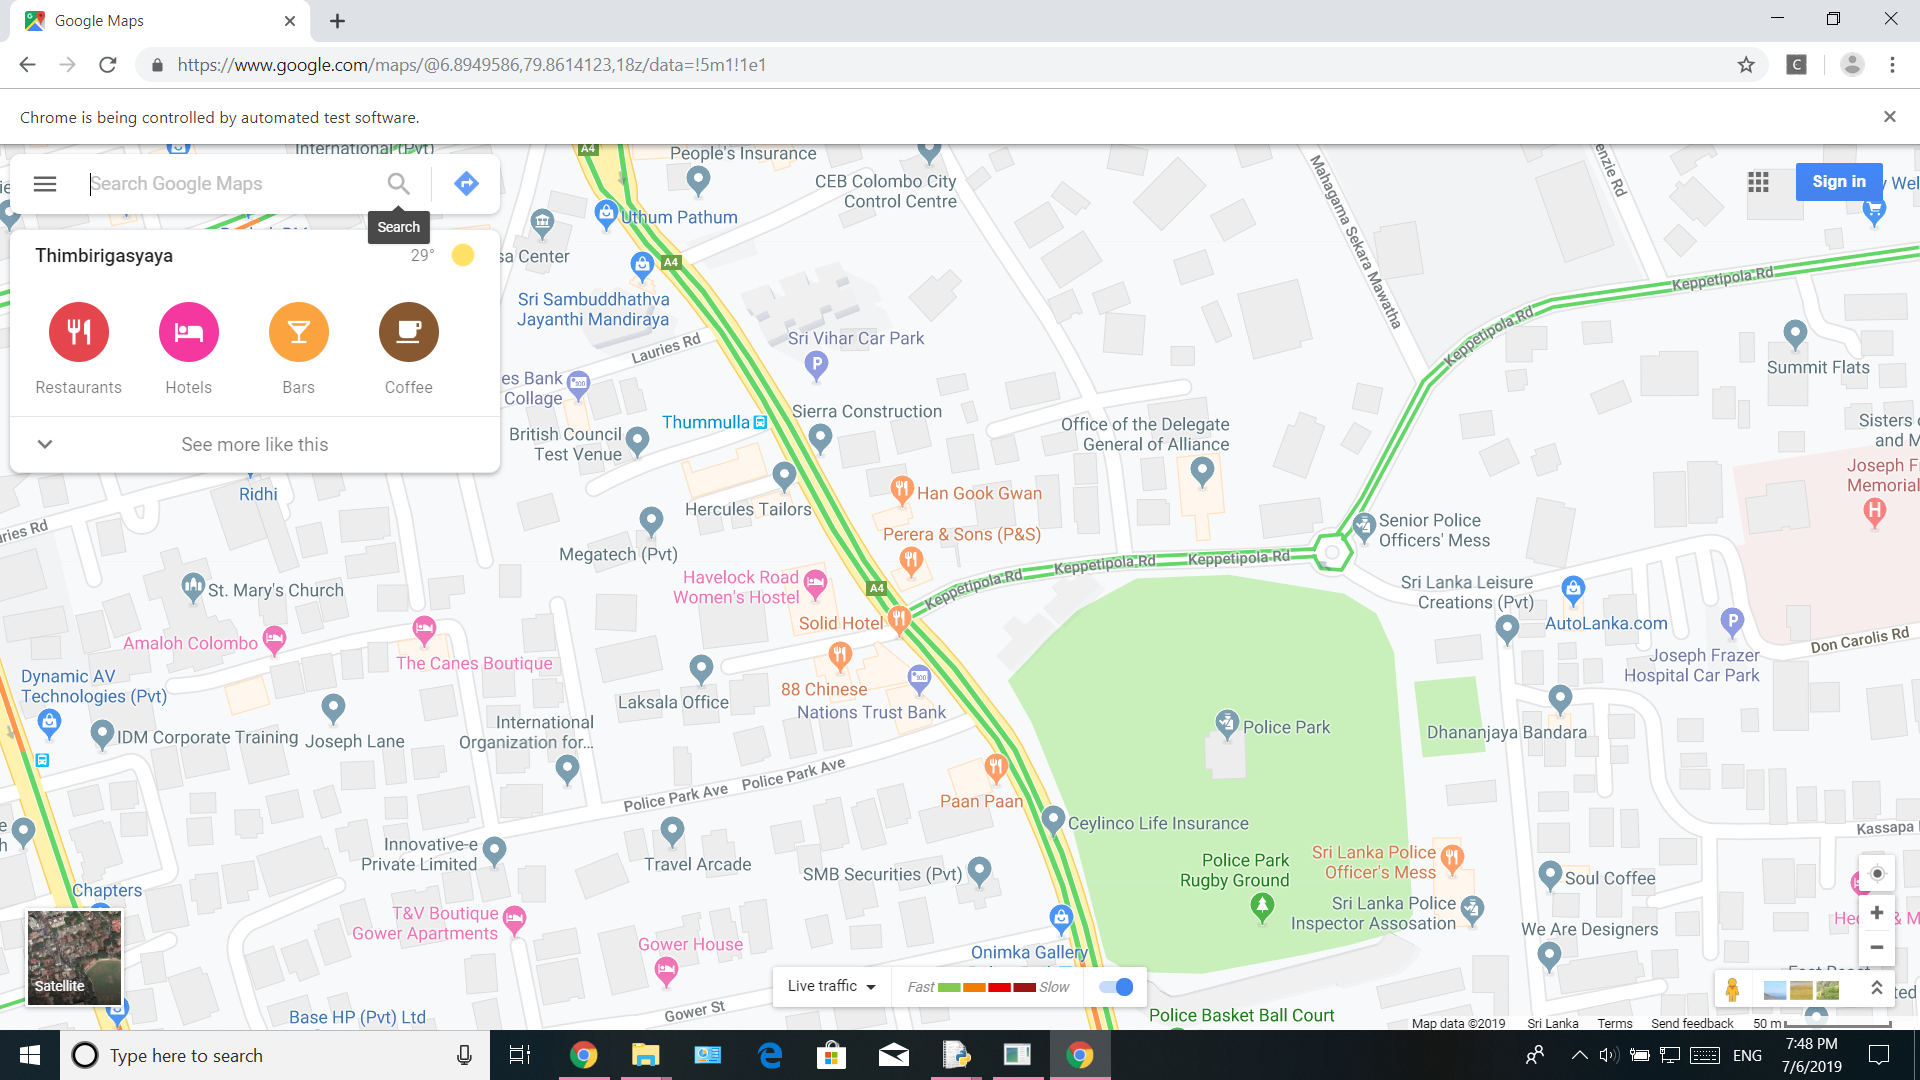 Google Maps
https://www.google.com/maps/@6.8949586,79.8614123,18z/data=!5m1!1e1
Chrome is being controlled by automated test software.
International (Pvt)
Search Google Maps
Search
Sign in
Thimbirigasyaya
29°
Restaurants
Hotels
Bars
Coffee
See more like this
A4
People's Insurance
CEB Colombo City
Control Centre
Uthum Pathum
A4
Sri Sambuddhathva
Jayanthi Mandiraya
Lauries Rd
Sri Vihar Car Park
Mahagama Sekara Mawatha
Keppetipola Rd
Keppetipola Rd
Summit Flats
es Bank
Collage
Thummulla
Sierra Construction
British Council
Test Venue
Office of the Delegate
General of Alliance
Sisters
and M
Joseph F
Memorial
Ridhi
Hercules Tailors
Han Gook Gwan
Megatech (Pvt)
Perera & Sons (P&S)
Senior Police
Officers' Mess
Keppetipola Rd
Keppetipola Rd
Keppetipola Rd
Havelock Road
Women's Hostel
A4
St. Mary's Church
Sri Lanka Leisure
Creations (Pvt)
AutoLanka.com
Solid Hotel
Amaloh Colombo
The Canes Boutique
Don Carolis Rd
Joseph Frazer
Hospital Car Park
Dynamic AV
Technologies (Pvt)
88 Chinese
Laksala Office
Nations Trust Bank
International
Organization for...
IDM Corporate Training
Joseph Lane
Police Park
Dhananjaya Bandara
Police Park Ave
Police Park Ave
Paan Paan
Ceylinco Life Insurance
Kassapa
Innovative-e
Private Limited
Travel Arcade
SMB Securities (Pvt)
Police Park
Rugby Ground
Sri Lanka Police
Officer's Mess
Soul Coffee
Chapters
T&V Boutique
Gower Apartments
Sri Lanka Police
Inspector Assosation
We Are Designers
Gower House
Onimka Gallery
Satellite
Live traffic
Fast
Slow
Base HP (Pvt) Ltd
Gower St
Police Basket Ball Court
Map data ©2019
Sri Lanka
Terms
Send feedback
50 m
Type here to search
ENG
7:48 PM
7/6/2019